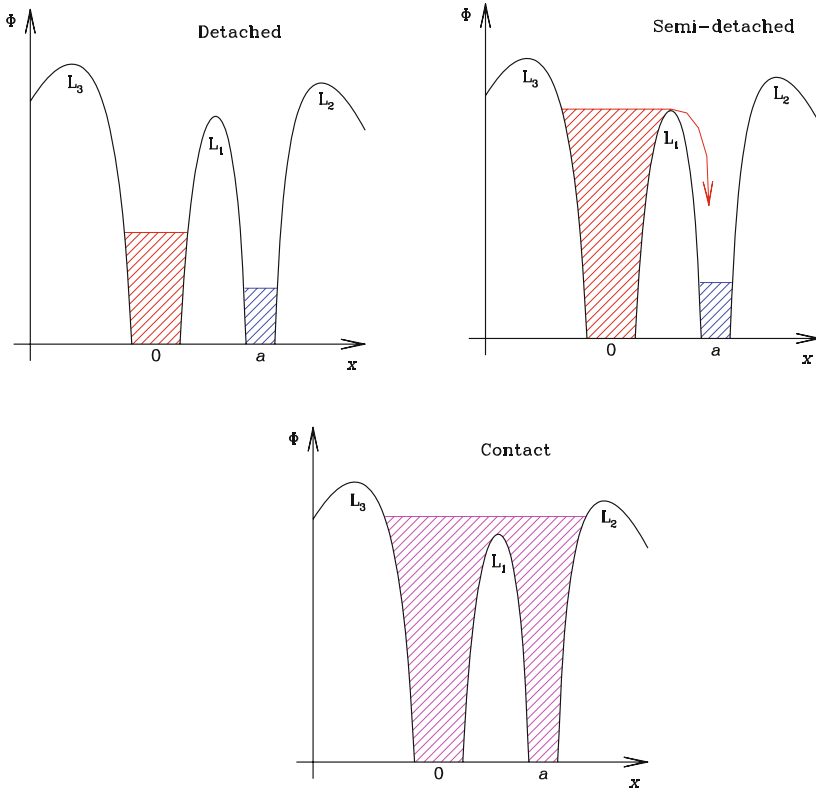 Φ
Detached
L₃
L₂
L₁
0
a
x
Φ
Semi-detached
L₃
L₂
L₁
0
a
x
Φ
Contact
L₃
L₂
L₁
0
a
x